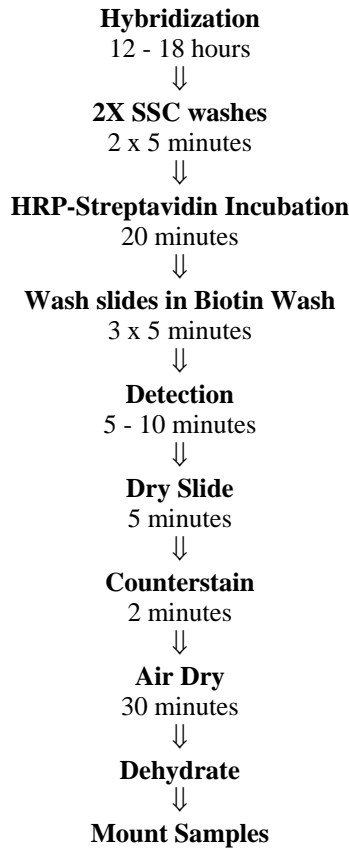 Hybridization
12 - 18 hours
⇓
2X SSC washes
2 x 5 minutes
⇓
HRP-Streptavidin Incubation
20 minutes
⇓
Wash slides in Biotin Wash
3 x 5 minutes
⇓
Detection
5 - 10 minutes
⇓
Dry Slide
5 minutes
⇓
Counterstain
2 minutes
⇓
Air Dry
30 minutes
⇓
Dehydrate
⇓
Mount Samples